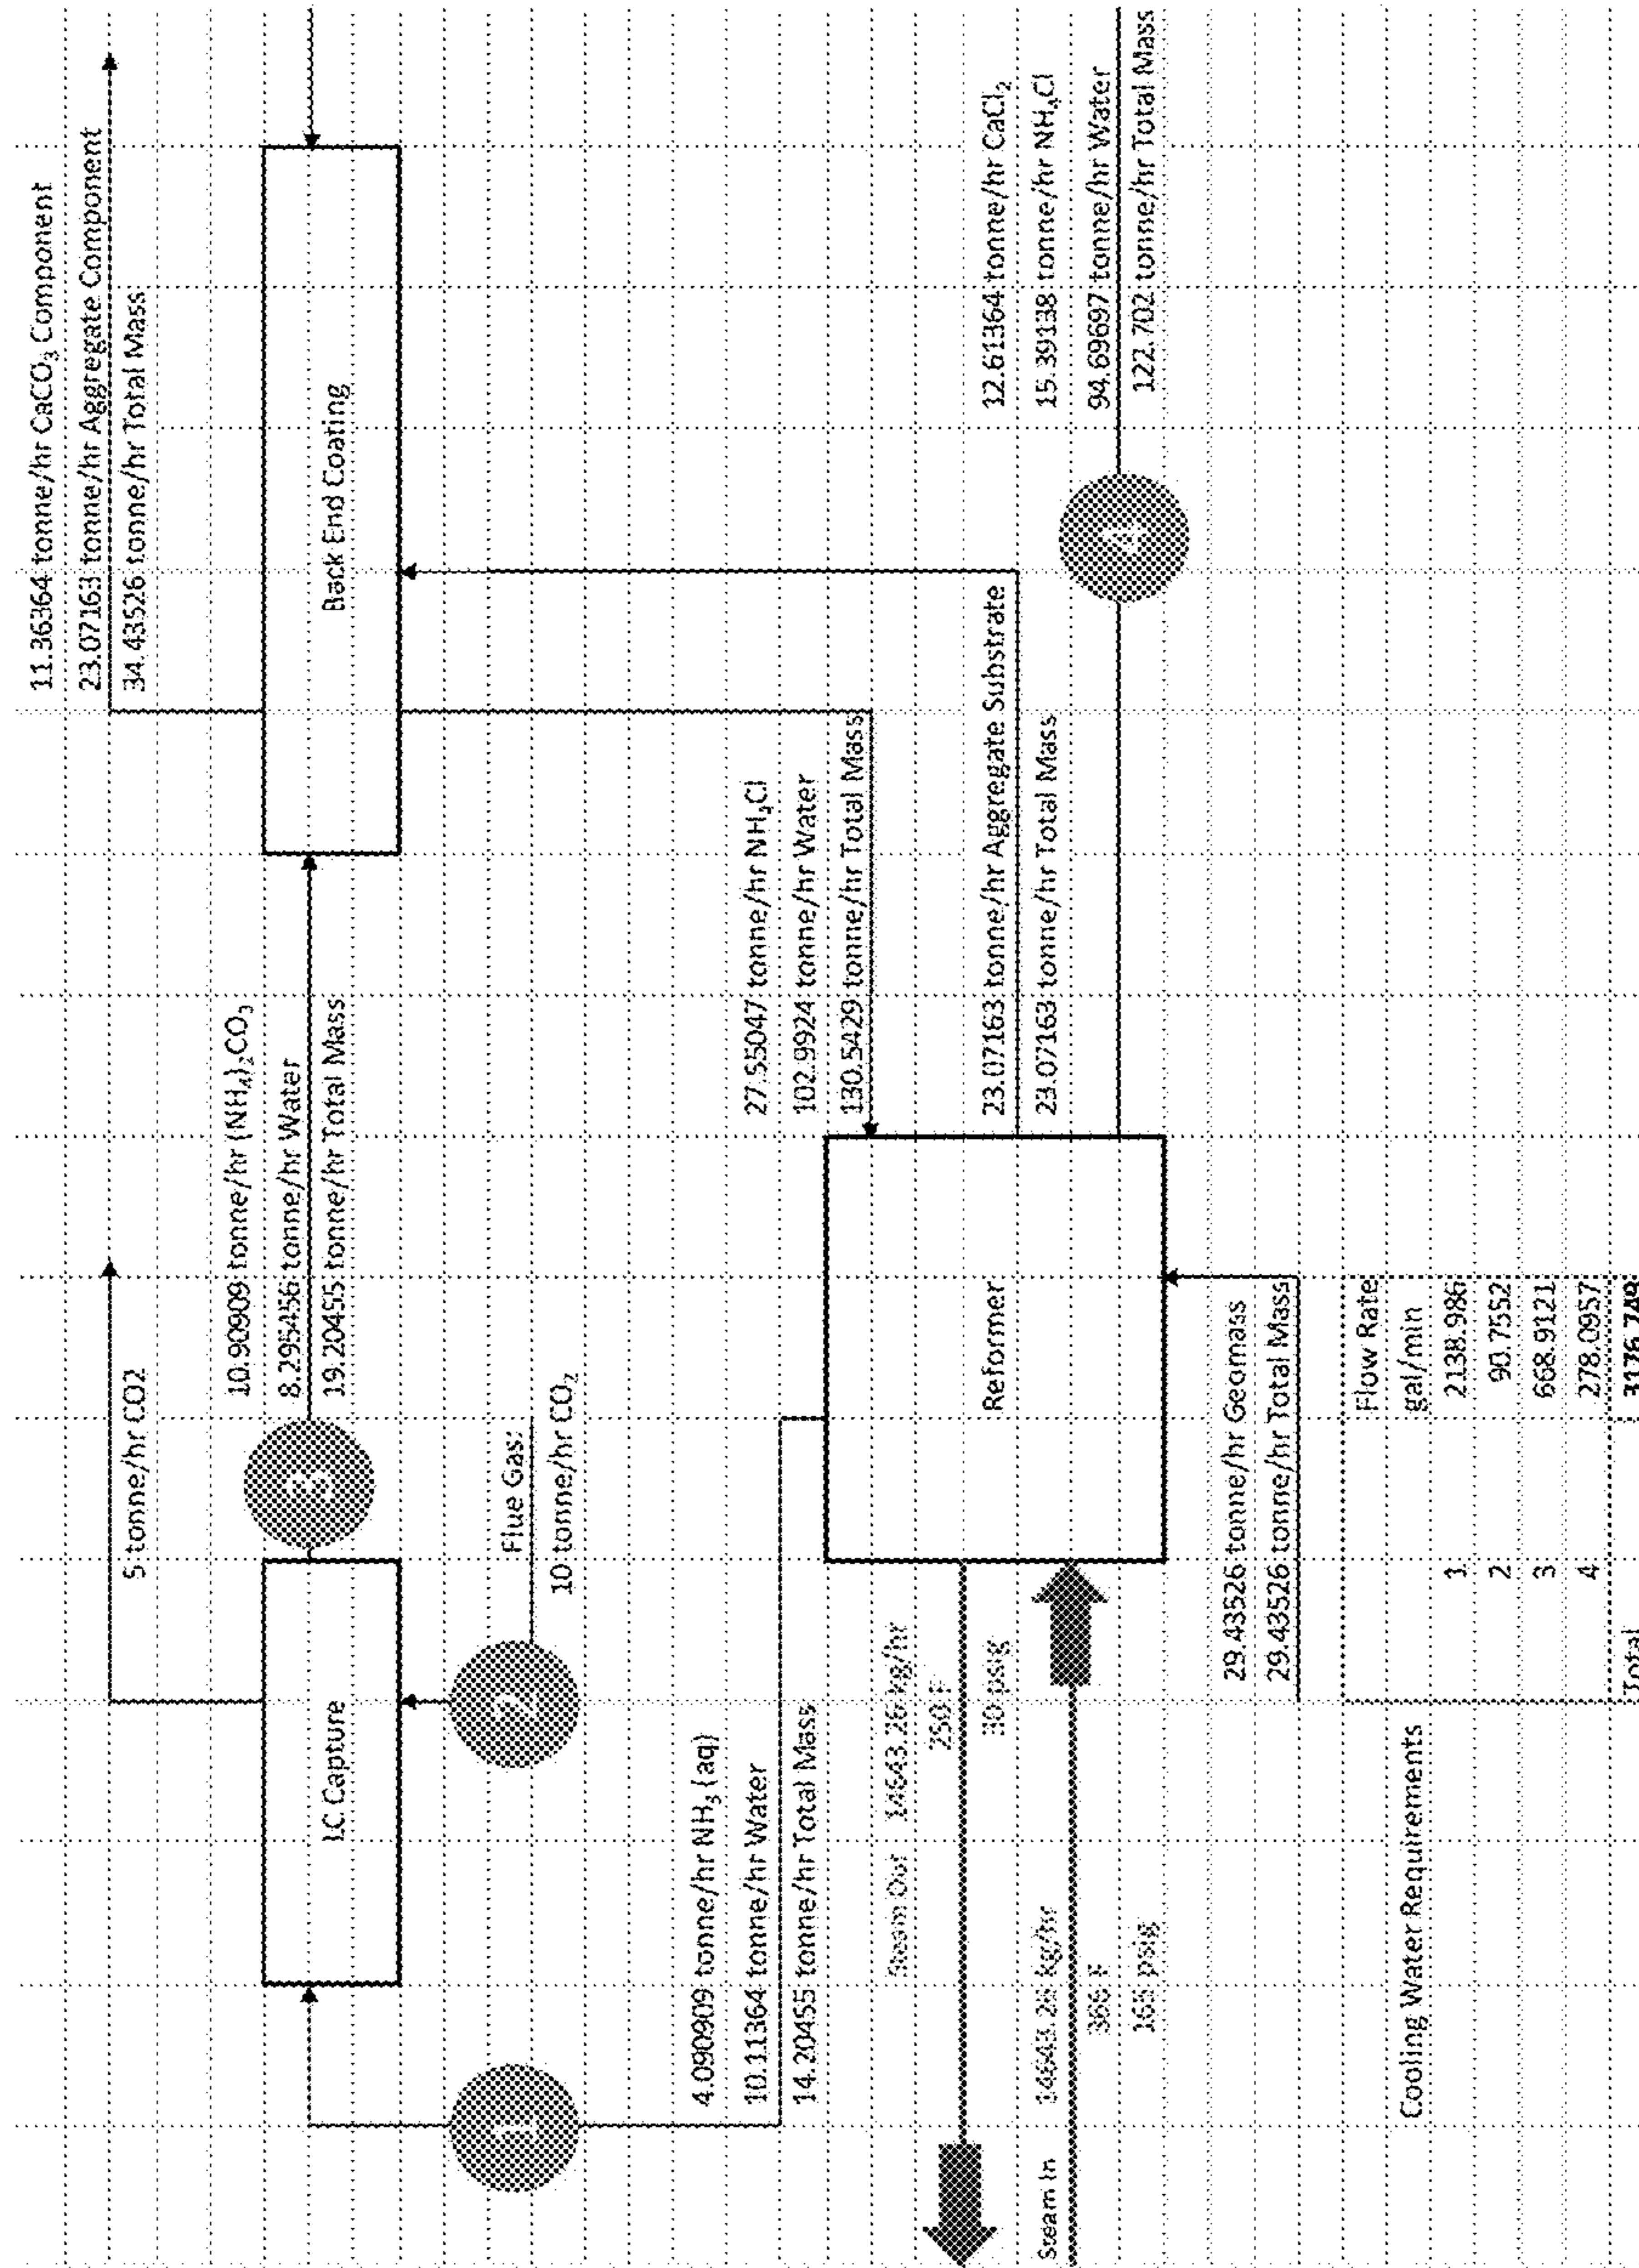 5 tonne/hr CO2
11.36364 tonne/hr CaCO₃ Component
23.07163 tonne/hr Aggregate Component
34.43526 tonne/hr Total Mass
LC Capture
3
10.90909 tonne/hr (NH₄)₂CO₃
8.295456 tonne/hr Water
19.20455 tonne/hr Total Mass
Back End Coating
1
2
Flue Gas:
10 tonne/hr CO₂
4.090909 tonne/hr NH₃ (aq)
10.11364 tonne/hr Water
14.20455 tonne/hr Total Mass
27.55047 tonne/hr NH₄Cl
102.9924 tonne/hr Water
130.5429 tonne/hr Total Mass
Steam Out 14643.26 kg/hr
250 F
30 psig
Reformer
23.07163 tonne/hr Aggregate Substrate
23.07163 tonne/hr Total Mass
12.61364 tonne/hr CaCl₂
15.39138 tonne/hr NH₄Cl
94.69697 tonne/hr Water
122.702 tonne/hr Total Mass
4
Steam In 14643.26 kg/hr
366 F
165 psig
29.43526 tonne/hr Geomass
29.43526 tonne/hr Total Mass
Cooling Water Requirements
Flow Rate
gal/min
1 2138.986
2 90.7552
3 668.9121
4 278.0957
Total 3176.749